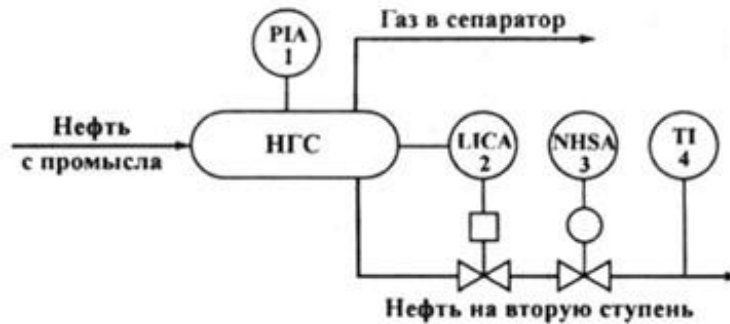 PIA
1
Газ в сепаратор
Нефть
с промысла
НГС
LICA
2
NHSA
3
TI
4
Нефть на вторую ступень